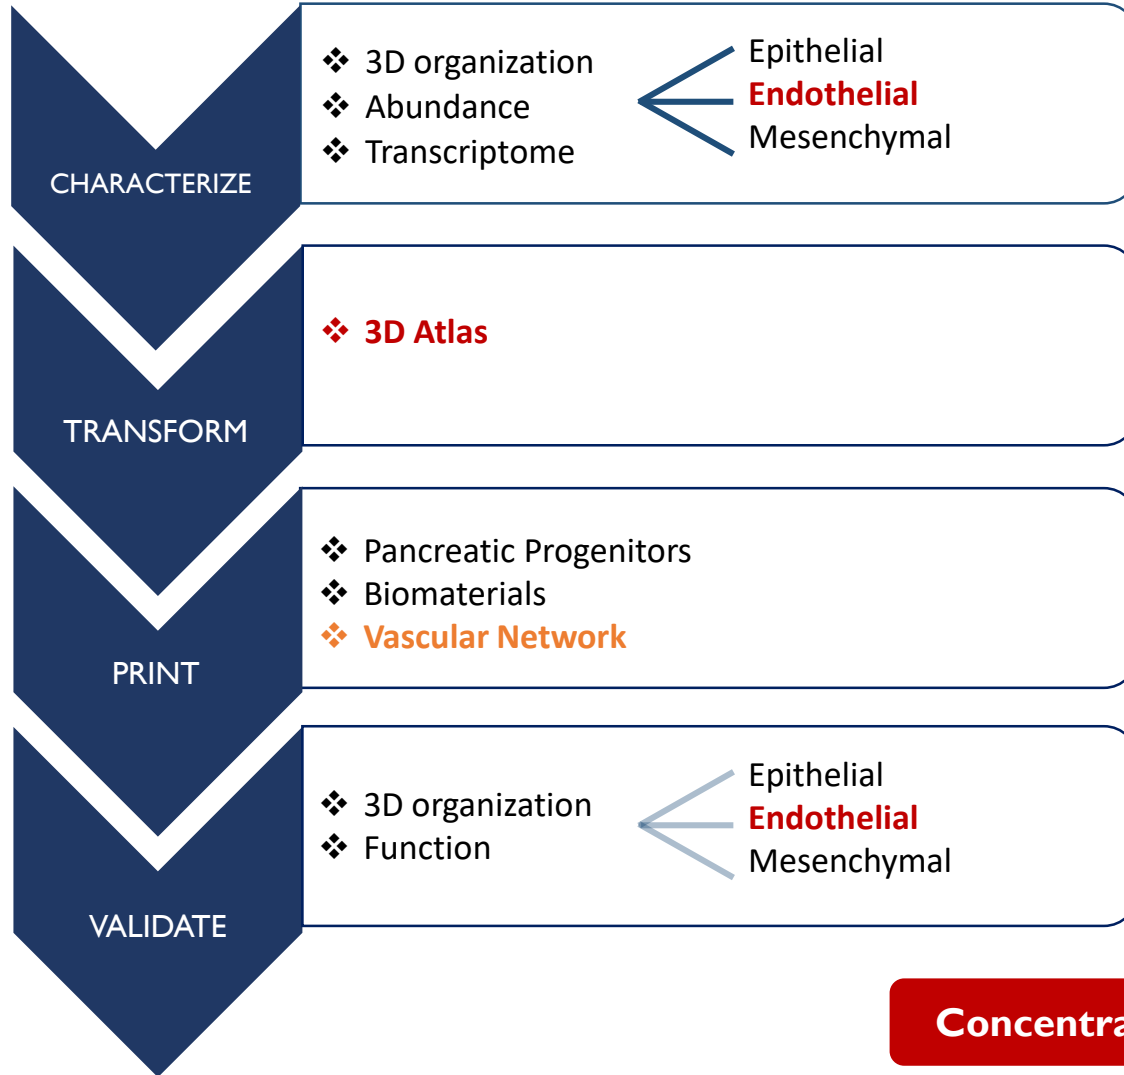 CHARACTERIZE
❖ 3D organization
❖ Abundance
❖ Transcriptome
Epithelial
Endothelial
Mesenchymal
TRANSFORM
❖ 3D Atlas
PRINT
❖ Pancreatic Progenitors
❖ Biomaterials
❖ Vascular Network
VALIDATE
❖ 3D organization
❖ Function
Epithelial
Endothelial
Mesenchymal